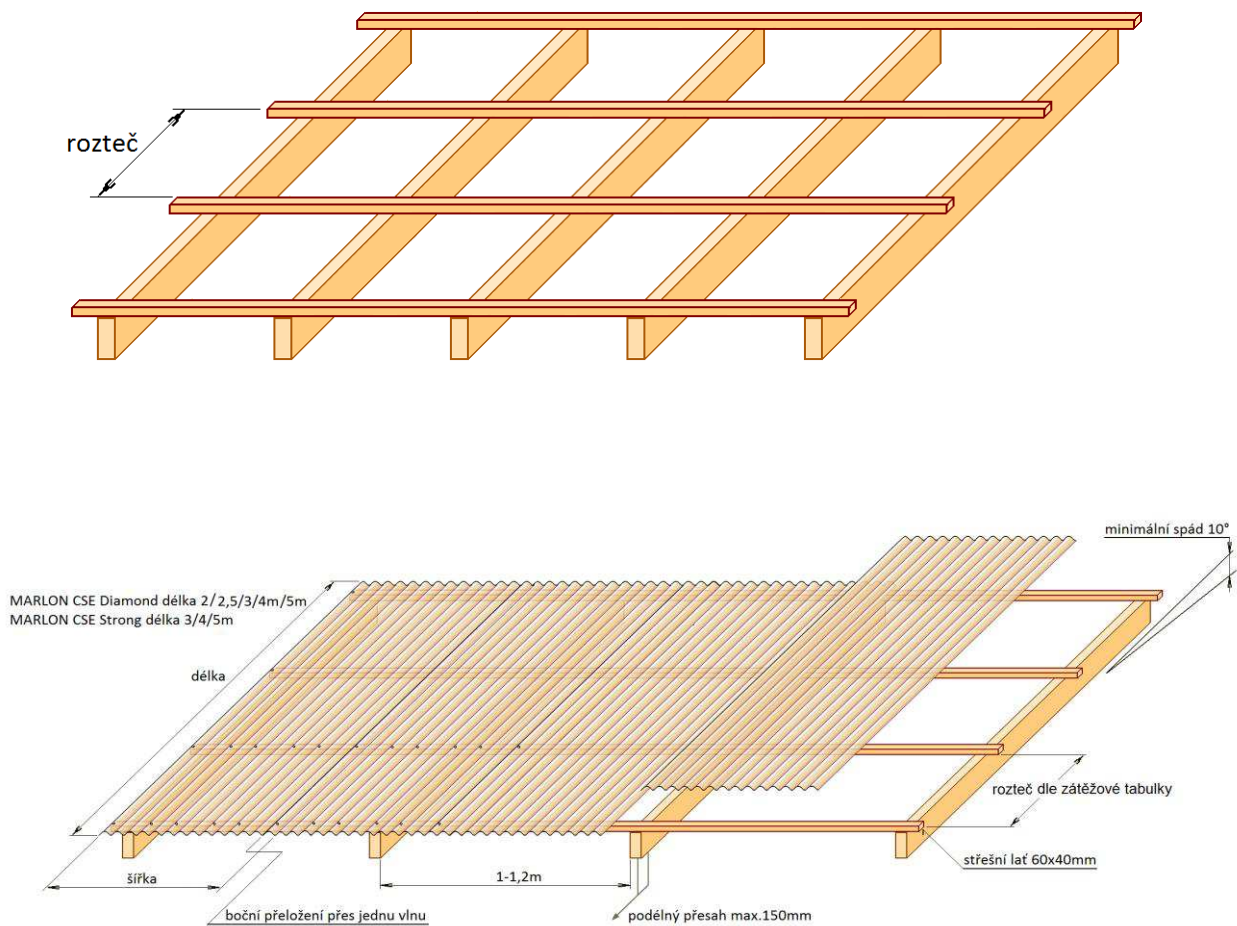 rozteč
minimální spád 10°
MARLON CSE Diamond délka 2/2,5/3/4m/5m
MARLON CSE Strong délka 3/4/5m
délka
rozteč dle zátěžové tabulky
střešní lať 60x40mm
šířka
1-1,2m
boční přeložení přes jednu vlnu
podélný přesah max.150mm